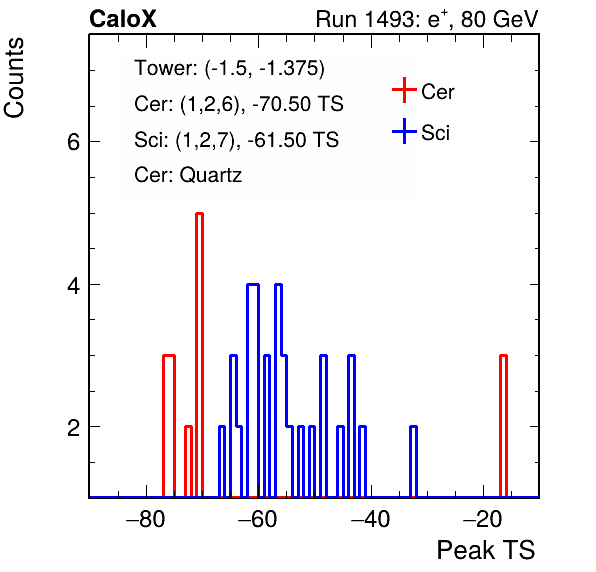 CaloX Run 1493: e⁺, 80 GeV
Counts
Tower: (-1.5, -1.375)
Cer: (1,2,6), -70.50 TS
Sci: (1,2,7), -61.50 TS
Cer: Quartz
Cer
Sci
6
4
2
−80 −60 −40 −20
Peak TS